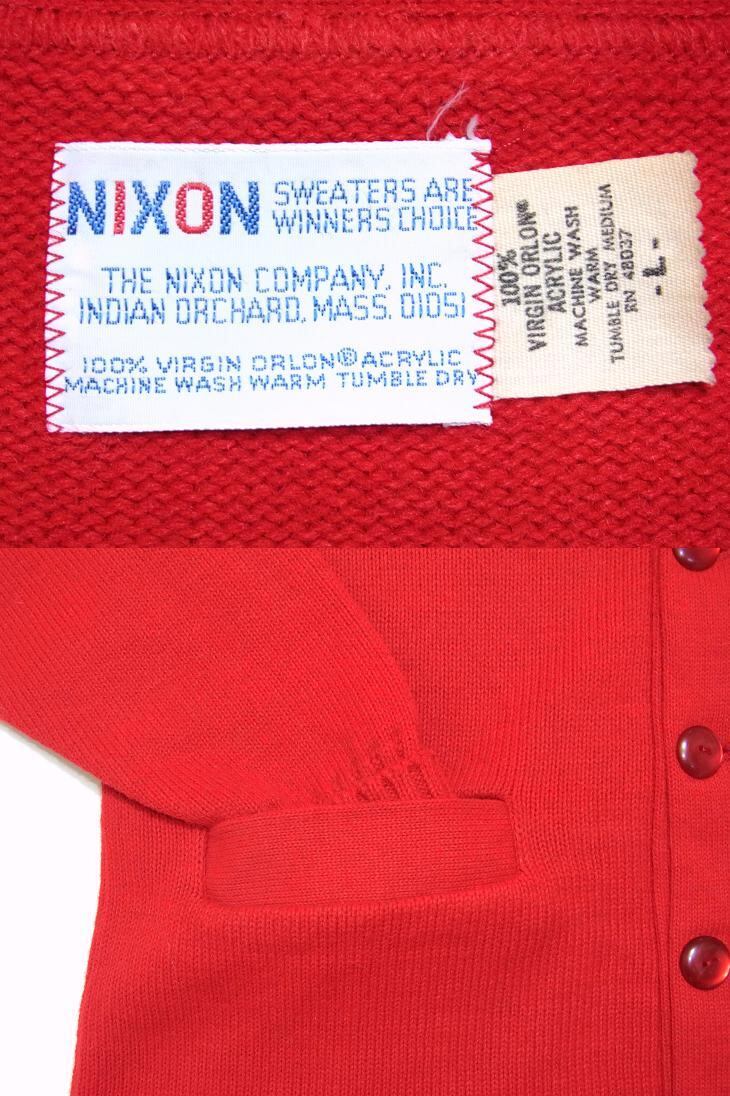 NIXON SWEATERS ARE
WINNERS CHOICE
THE NIXON COMPANY, INC.
INDIAN ORCHARD, MASS. 01051
100% VIRGIN ORLON® ACRYLIC
MACHINE WASH WARM TUMBLE DRY
100%
VIRGIN ORLON®
ACRYLIC
MACHINE WASH
WARM
TUMBLE DRY MEDIUM
RN 48037
-L-